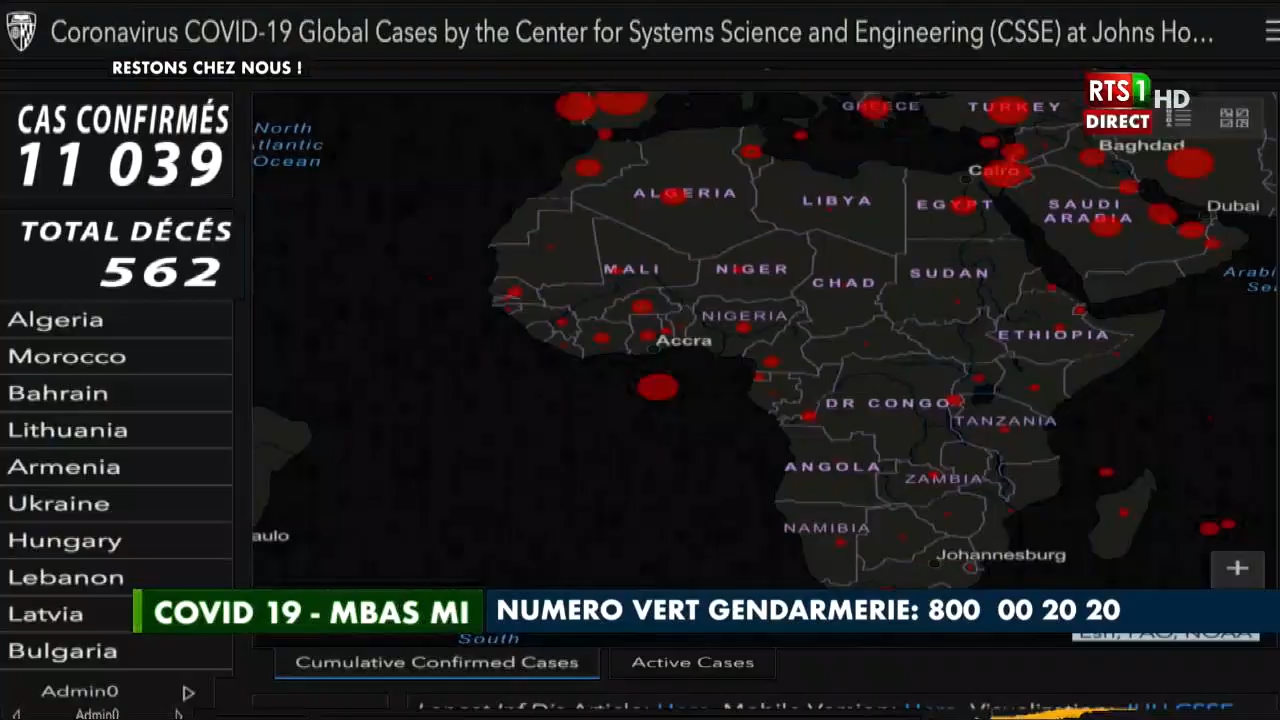 Coronavirus COVID-19 Global Cases by the Center for Systems Science and Engineering (CSSE) at Johns Ho...
RESTONS CHEZ NOUS !
RTS1 HD
DIRECT
CAS CONFIRMÉS
11 039
TOTAL DÉCÉS
562
Algeria
Morocco
Bahrain
Lithuania
Armenia
Ukraine
Hungary
Lebanon
Latvia
Bulgaria
Admin0
Admin0
North
Atlantic
Ocean
GREECE
TURKEY
Baghdad
Cairo
ALGERIA
LIBYA
EGYPT
SAUDI
ARABIA
Dubai
Arabi
Se
MALI
NIGER
CHAD
SUDAN
NIGERIA
Accra
ETHIOPIA
DR CONGO
TANZANIA
ANGOLA
ZAMBIA
NAMIBIA
Johannesburg
aulo
+
COVID 19 - MBAS MI
NUMERO VERT GENDARMERIE: 800 00 20 20
South
Esri, FAO, NOAA
Cumulative Confirmed Cases
Active Cases